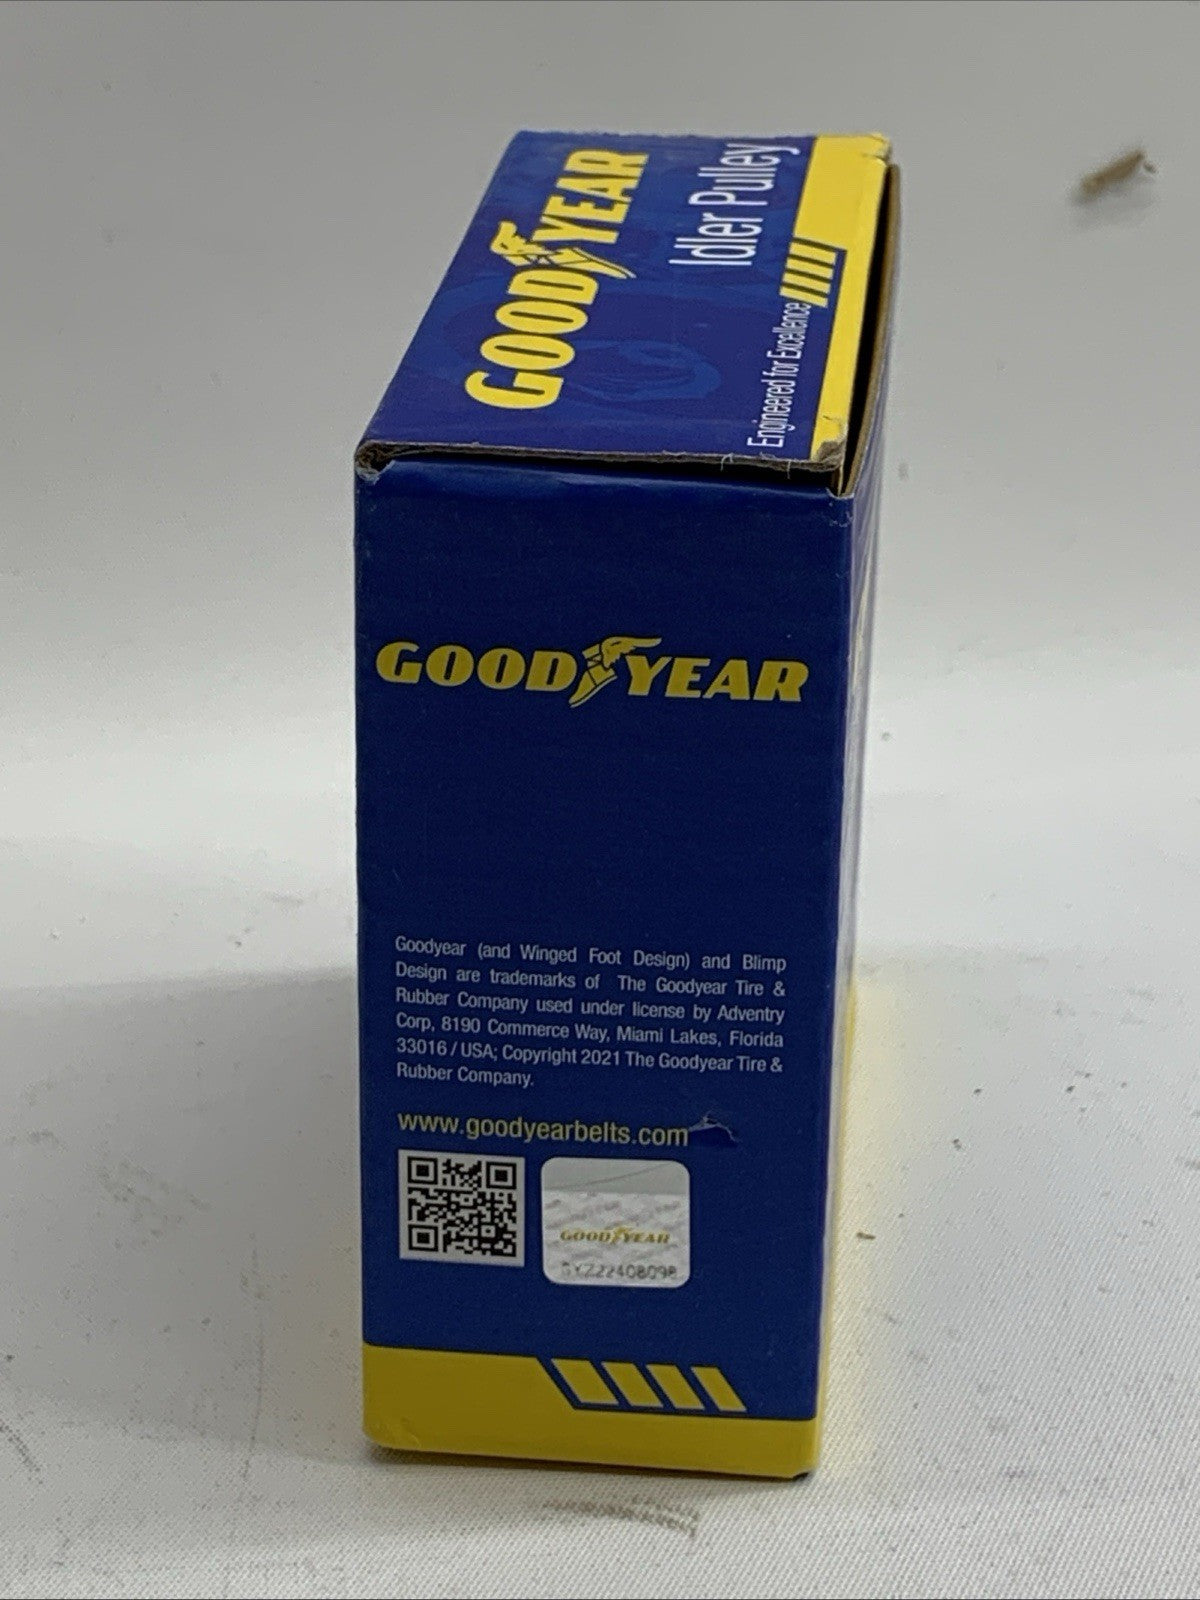 GOODYEAR
Idler Pulley
Engineered for Excellence
GOODYEAR
Goodyear (and Winged Foot Design) and Blimp
Design are trademarks of The Goodyear Tire &
Rubber Company used under license by Adventry
Corp, 8190 Commerce Way, Miami Lakes, Florida
33016 / USA; Copyright 2021 The Goodyear Tire &
Rubber Company.
www.goodyearbelts.com
GOODYEAR